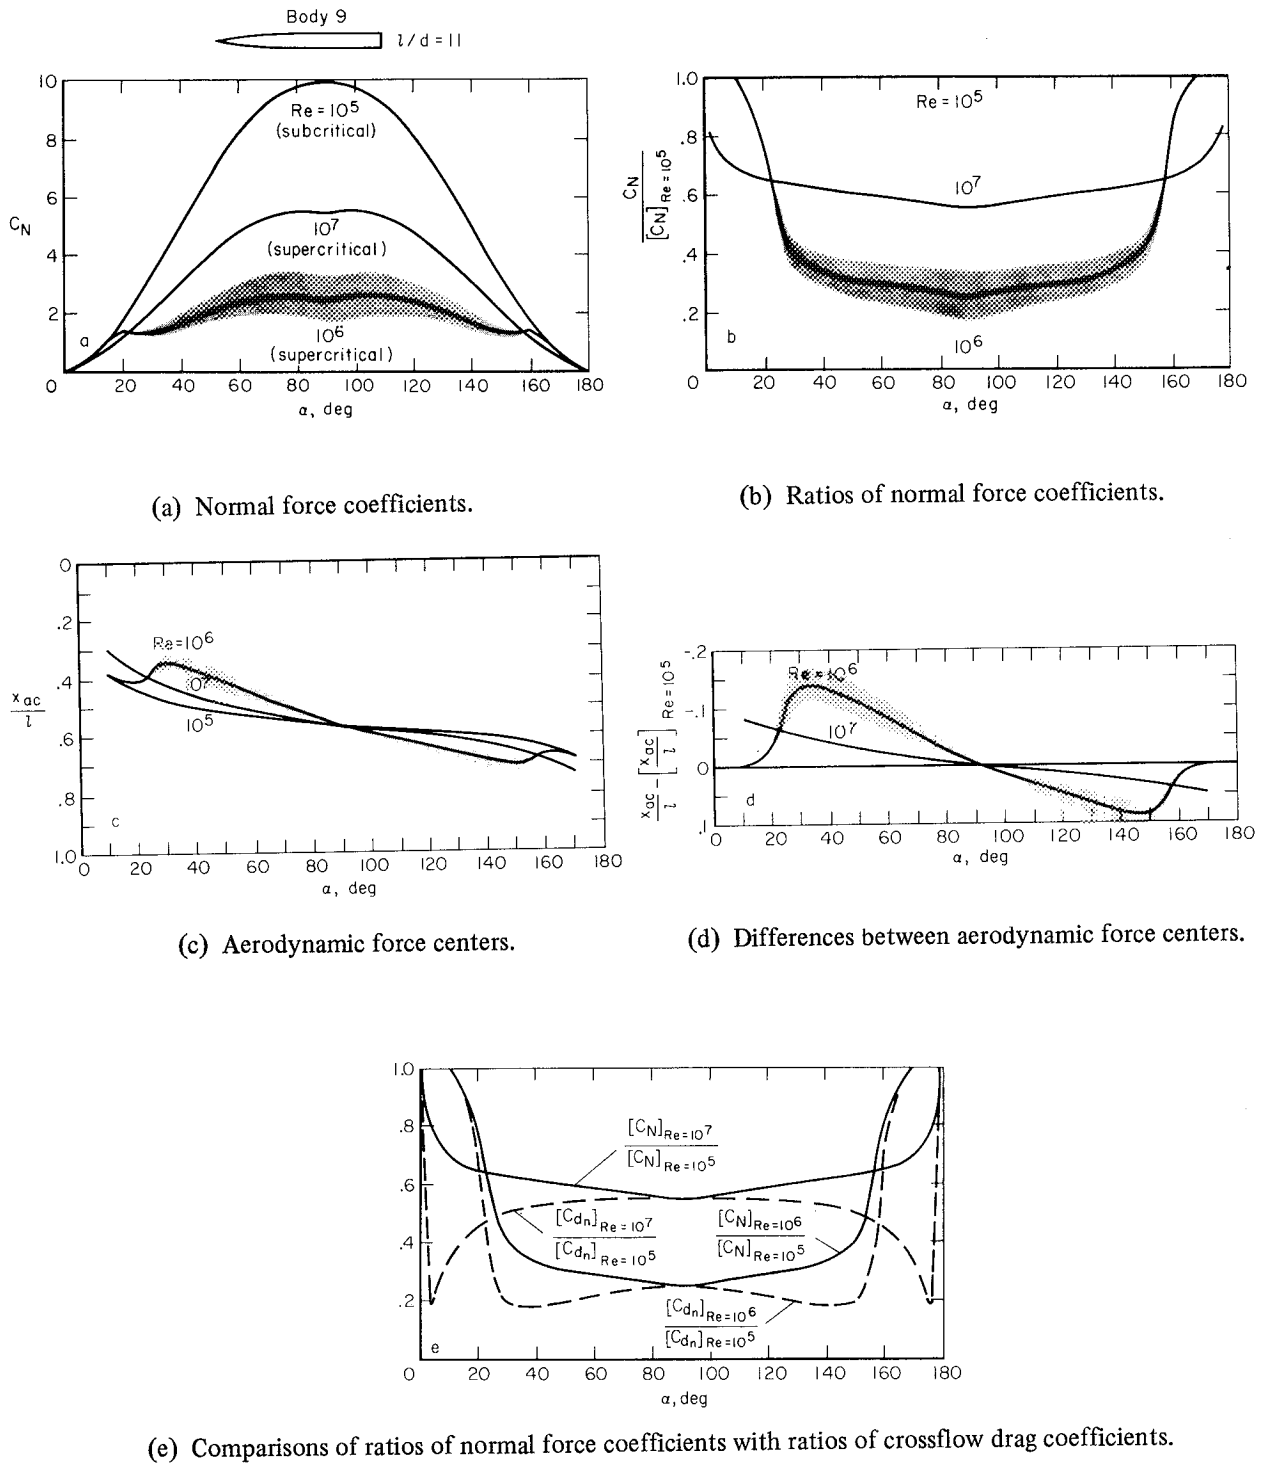 Body 9
l/d = 11
10
8
6
4
2
C_N
Re = 10^5
(subcritical)
10^7
(supercritical)
10^6
(supercritical)
a
0 20 40 60 80 100 120 140 160 180
α, deg
(a) Normal force coefficients.
1.0
.8
.6
.4
.2
0
C_N
[C_N]_Re = 10^5
Re = 10^5
10^7
10^6
b
0 20 40 60 80 100 120 140 160 180
α, deg
(b) Ratios of normal force coefficients.
0
.2
.4
.6
.8
1.0
x_ac
l
Re=10^6
10^7
10^5
c
0 20 40 60 80 100 120 140 160 180
α, deg
(c) Aerodynamic force centers.
-.2
-.1
0
.1
x_ac/l − [x_ac/l]_Re = 10^5
Re = 10^6
10^7
d
0 20 40 60 80 100 120 140 160 180
α, deg
(d) Differences between aerodynamic force centers.
1.0
.8
.6
.4
.2
0
[C_N]_Re=10^7
[C_N]_Re=10^5
[C_dn]_Re=10^7
[C_dn]_Re=10^5
[C_N]_Re=10^6
[C_N]_Re=10^5
[C_dn]_Re=10^6
[C_dn]_Re=10^5
e
20 40 60 80 100 120 140 160 180
α, deg
(e) Comparisons of ratios of normal force coefficients with ratios of crossflow drag coefficients.